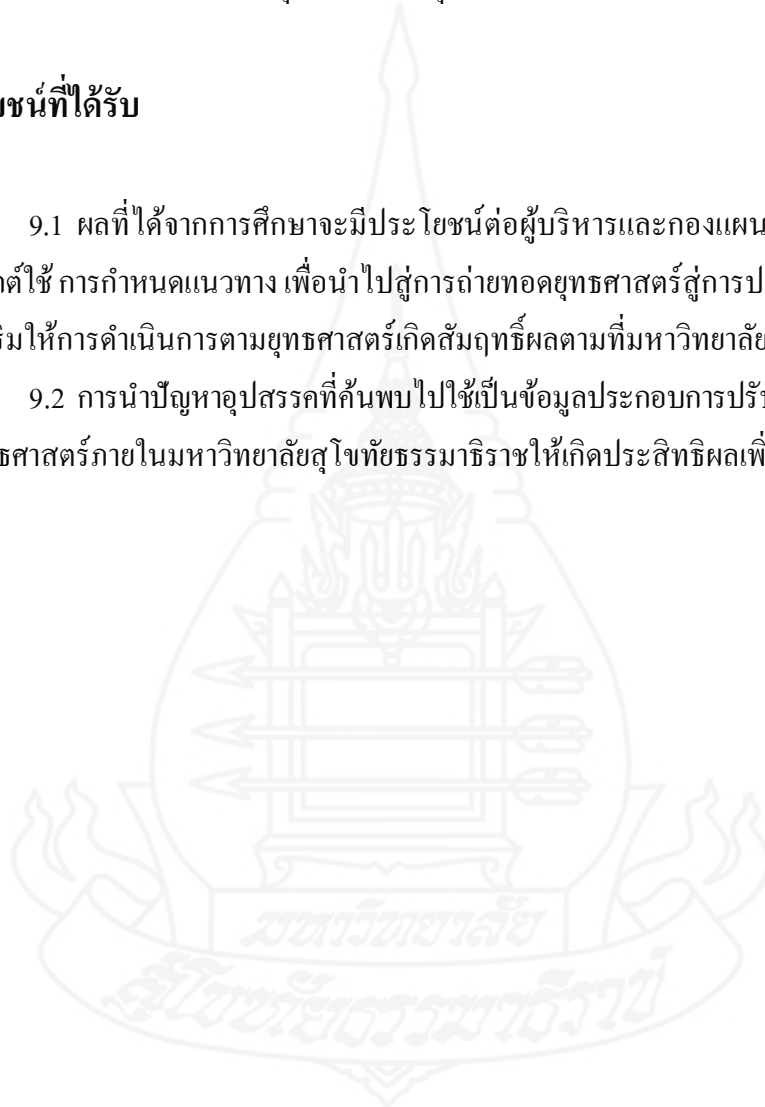 ยชน์ที่ได้รับ
9.1 ผลที่ได้จากการศึกษาจะมีประโยชน์ต่อผู้บริหารและกองแผน
ต์ใช้ การกำหนดแนวทาง เพื่อนำไปสู่การถ่ายทอดยุทธศาสตร์สู่การป
ริมให้การดำเนินการตามยุทธศาสตร์เกิดสัมฤทธิ์ผลตามที่มหาวิทยาลัย
9.2 การนำปัญหาอุปสรรคที่ค้นพบไปใช้เป็นข้อมูลประกอบการปรับ
ธศาสตร์ภายในมหาวิทยาลัยสุโขทัยธรรมาธิราชให้เกิดประสิทธิผลเพิ่
มหาวิทยาลัย
สุโขทัยธรรมาธิราช